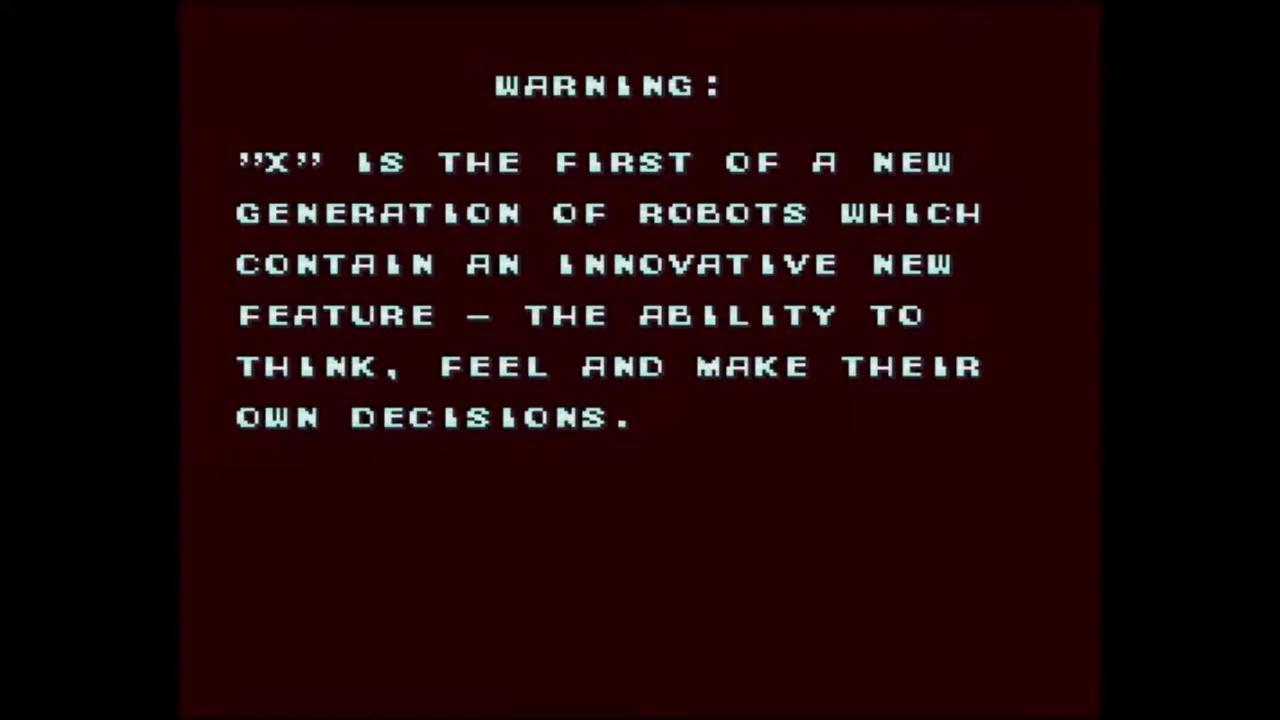 WARNING:
"X" IS THE FIRST OF A NEW
GENERATION OF ROBOTS WHICH
CONTAIN AN INNOVATIVE NEW
FEATURE – THE ABILITY TO
THINK, FEEL AND MAKE THEIR
OWN DECISIONS.